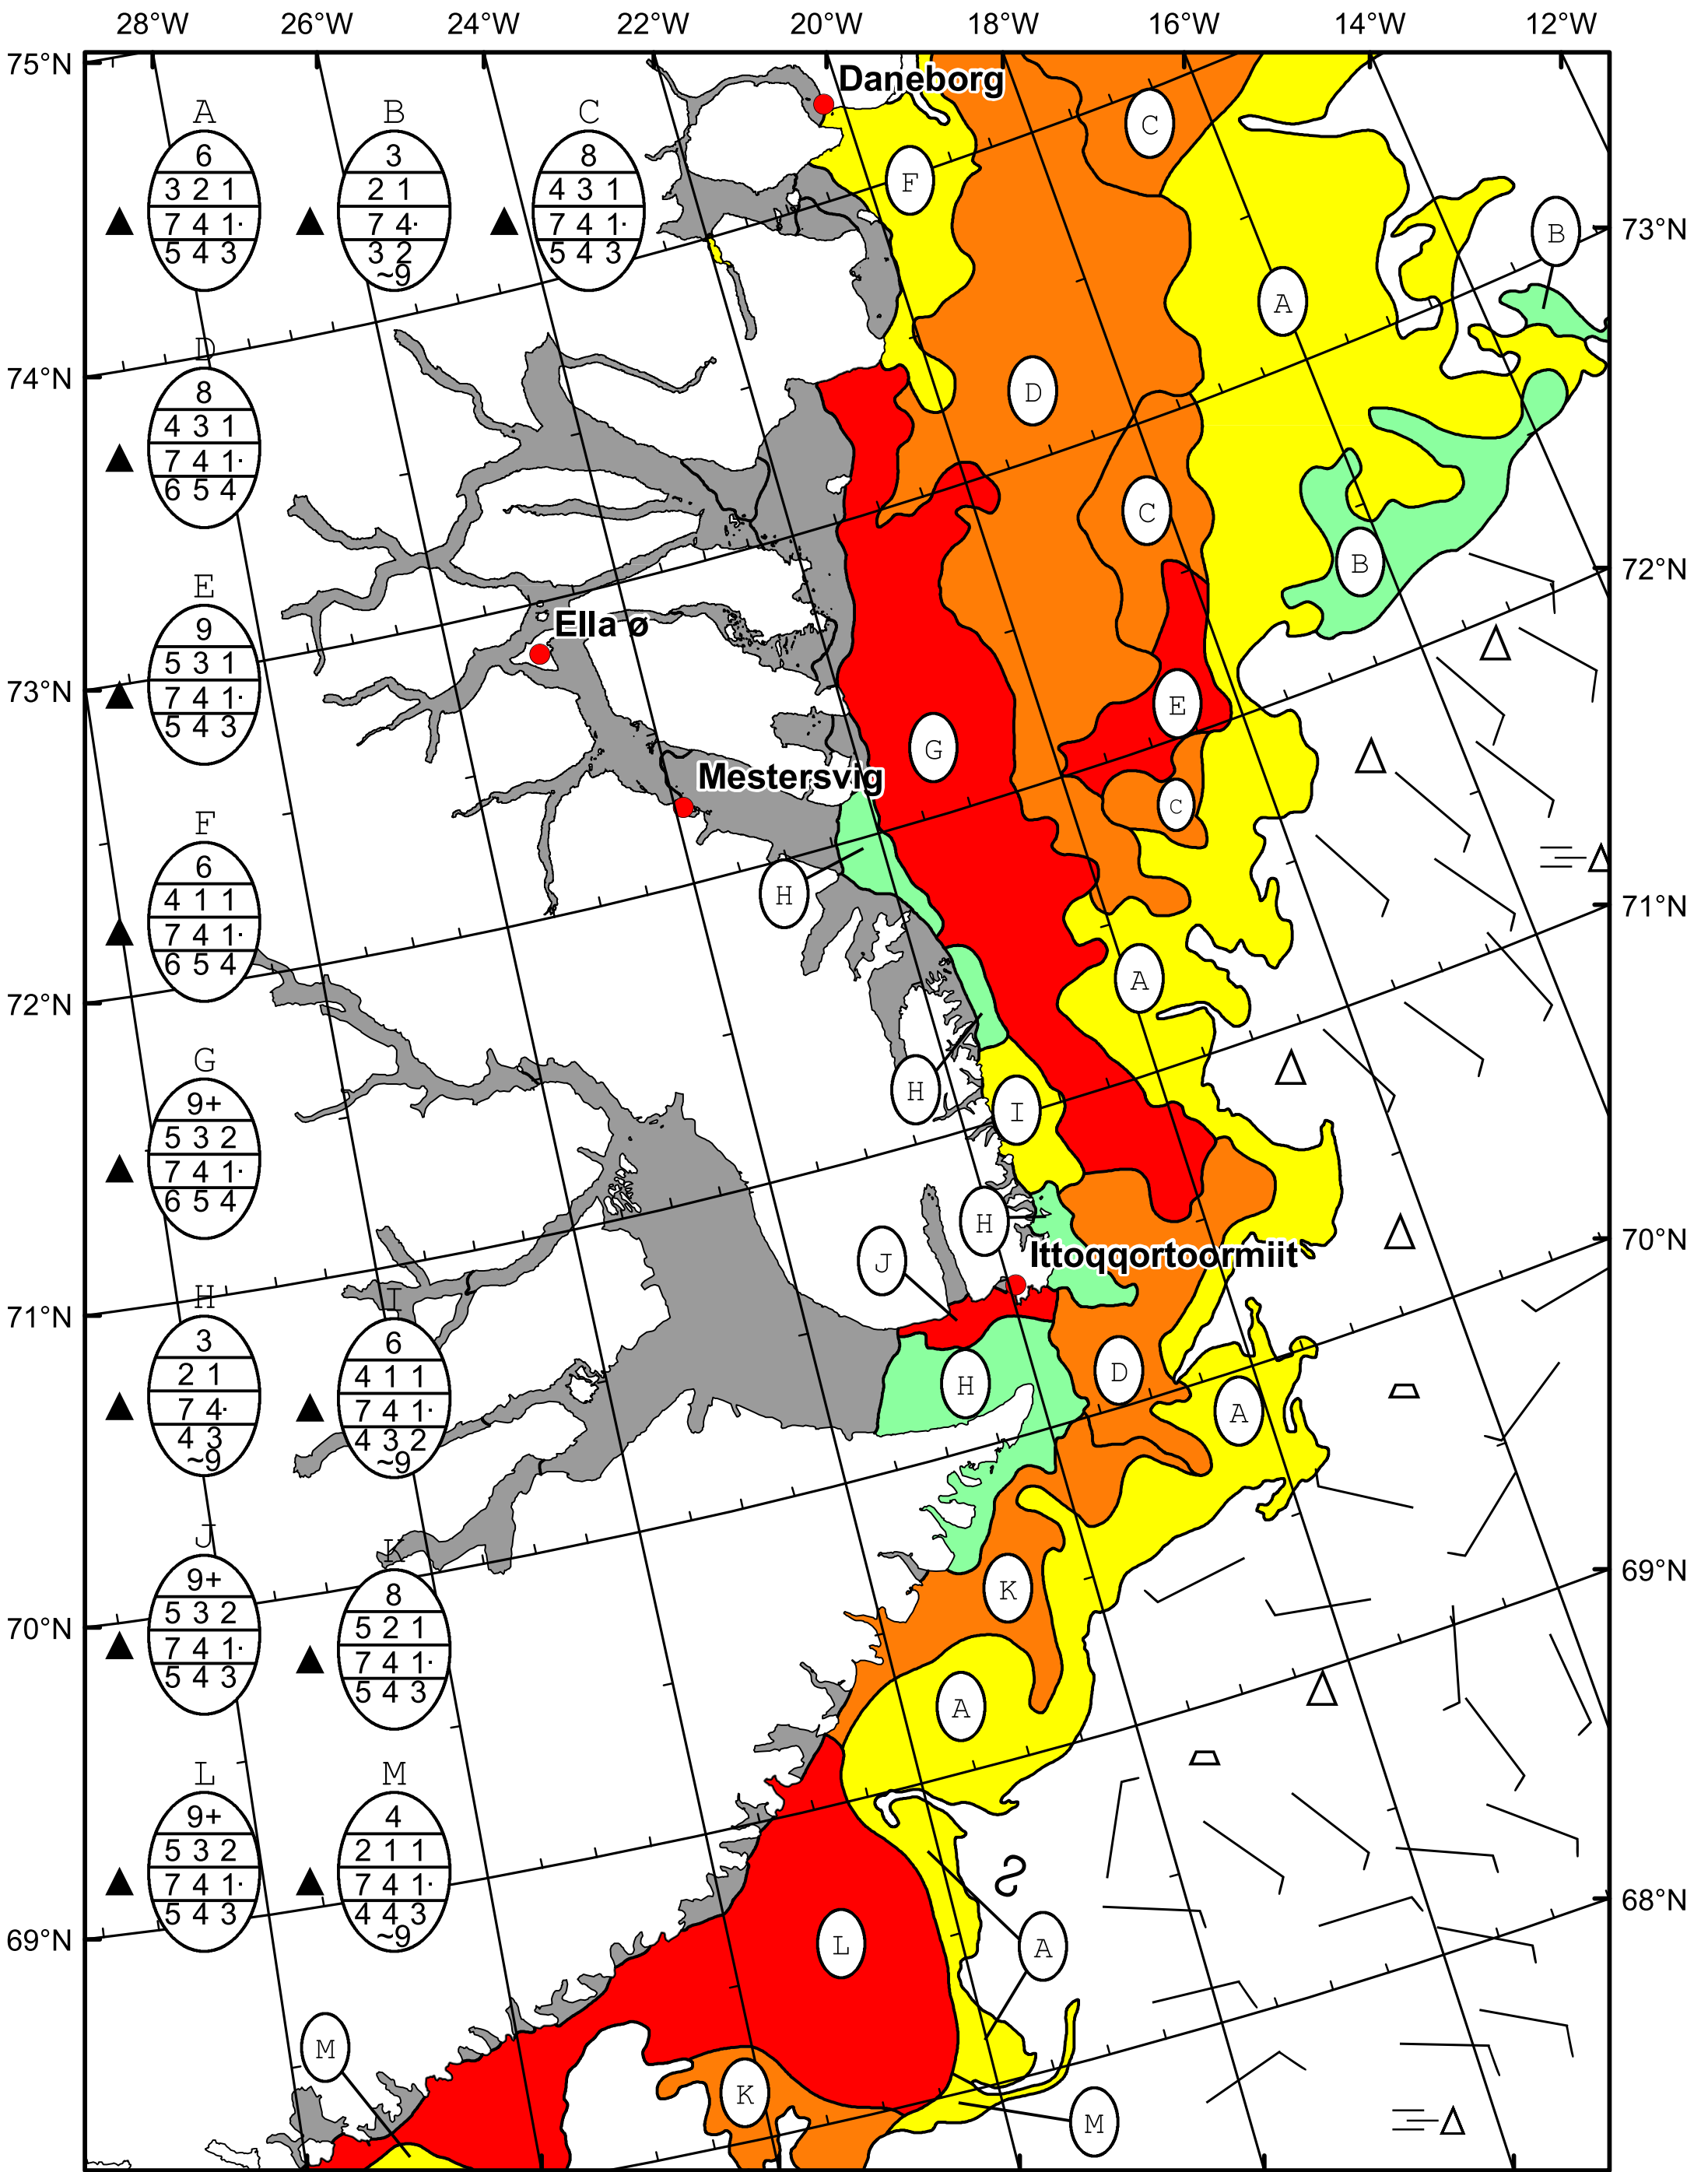 28°W 26°W 24°W 22°W 20°W 18°W 16°W 14°W 12°W
75°N
Daneborg
A B C
6 3 8
3 2 1 2 1 4 3 1
7 4 1· 7 4· 7 4 1·
5 4 3 3 2 5 4 3
~9
C
F
73°N
B
A
74°N
D
8
4 3 1
7 4 1·
6 5 4
D
C
B
72°N
E
9
5 3 1
7 4 1·
5 4 3
Ella ø
73°N
E
G
Mestersvig
C
F
6
4 1 1
7 4 1·
6 5 4
H
71°N
A
72°N
G
9+
5 3 2
7 4 1·
6 5 4
H
I
H
70°N
Ittoqqortoormiit
J
71°N
H I
3 6
2 1 4 1 1
7 4· 7 4 1·
4 3 4 3 2
~9 ~9
D
H
A
J K
9+ 8
5 3 2 5 2 1
7 4 1· 7 4 1·
5 4 3 5 4 3
69°N
K
70°N
A
L M
9+ 4
5 3 2 2 1 1
7 4 1· 7 4 1·
5 4 3 4 4 3
~9
68°N
69°N
L
A
M
K
M